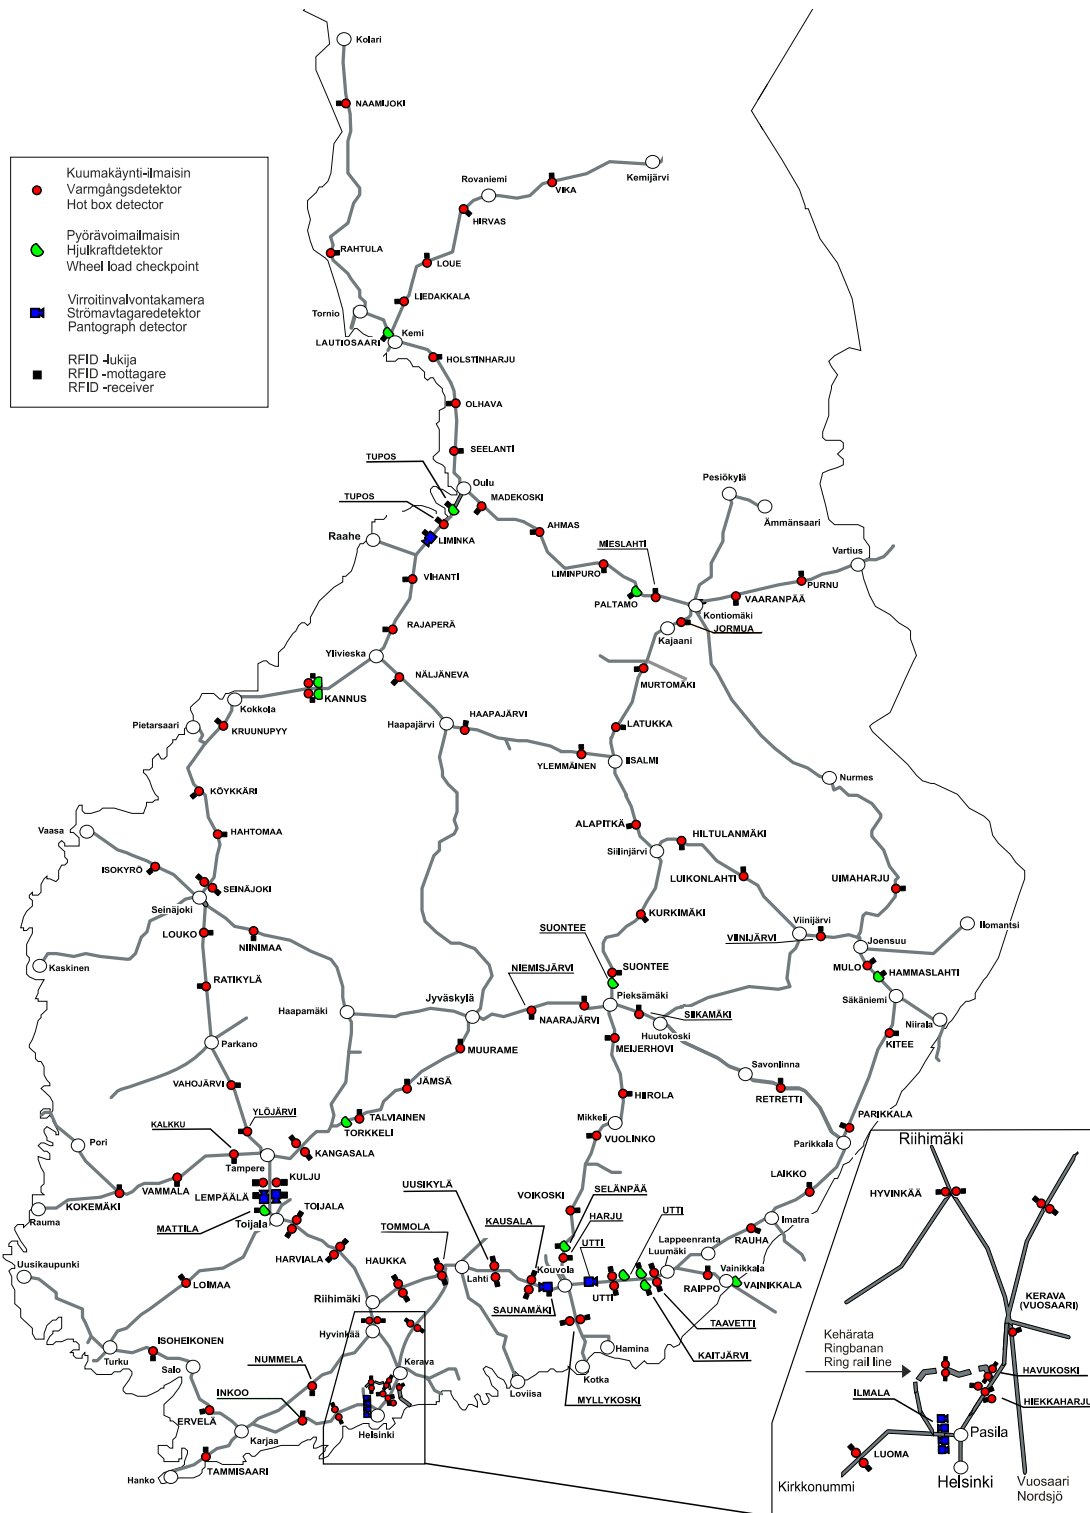 Kolari
NAAMIJOKI
Kuumakäynti-ilmaisin
Varmgångsdetektor
Hot box detector
Pyörävoimailmaisin
Hjulkraftdetektor
Wheel load checkpoint
Virroitinvalvontakamera
Strömavtagaredetektor
Pantograph detector
RFID -lukija
RFID -mottagare
RFID -receiver
Kemijärvi
Rovaniemi
VIKA
HIRVAS
RAHTULA
LOUE
LIEDAKKALA
Tornio
Kemi
LAUTIOSAARI
HOLSTINHARJU
OLHAVA
SEELANTI
TUPOS
Oulu
TUPOS
MADEKOSKI
Pesiökylä
Ämmänsaari
Raahe
LIMINKA
AHMAS
MIESLAHTI
Vartius
VIHANTI
LIMINPURO
PURNU
PALTAMO
VAARANPÄÄ
Kontiomäki
RAJAPERÄ
JORMUA
Kajaani
Ylivieska
NÄLJÄNEVA
MURTOMÄKI
KANNUS
Kokkola
Pietarsaari
KRUUNUPYY
Haapajärvi
HAAPAJÄRVI
LATUKKA
YLEMMÄINEN
IISALMI
Nurmes
KÖYKKÄRI
Vaasa
HAHTOMAA
ALAPITKÄ
HILTULANMÄKI
Siilinjärvi
ISOKYRÖ
LUIKONLAHTI
UIMAHARJU
SEINÄJOKI
Seinäjoki
KURKIMÄKI
SUONTEE
Viinijärvi
Ilomantsi
LOUKO
NIINIMAA
VIINIJÄRVI
Joensuu
Kaskinen
NIEMISJÄRVI
SUONTEE
MULO
HAMMASLAHTI
RATIKYLÄ
Säkäniemi
Jyväskylä
Pieksämäki
Haapamäki
NAARAJÄRVI
SIIKAMÄKI
Huutokoski
Niirala
Parkano
MUURAME
MEIJERHOVI
KITEE
Savonlinna
VAHOJÄRVI
JÄMSÄ
HIIROLA
RETRETTI
YLÖJÄRVI
TALVIAINEN
Mikkeli
PARIKKALA
TORKKELI
Pori
KALKKU
VUOLINKO
Parikkala
KANGASALA
Riihimäki
Tampere
LAIKKO
VAMMALA
KULJU
LEMPÄÄLÄ
UUSIKYLÄ
SELÄNPÄÄ
HYVINKÄÄ
KOKEMÄKI
Rauma
MATTILA
TOIJALA
Toijala
VOIKOSKI
KAUSALA
HARJU
UTTI
Imatra
TOMMOLA
UTTI
Lappeenranta
RAUHA
HARVIALA
HAUKKA
Luumäki
Uusikaupunki
Kouvola
Vainikkala
LOIMAA
Lahti
RAIPPO
VAINIKKALA
UTTI
KERAVA
(VUOSAARI)
Riihimäki
SAUNAMÄKI
TAAVETTI
Hyvinkää
Kehärata
Ringbanan
Ring rail line
Hamina
KAITJÄRVI
Turku
ISOHEIKONEN
Salo
NUMMELA
Kerava
Kotka
HAVUKOSKI
Loviisa
ILMALA
INKOO
MYLLYKOSKI
HIEKKAHARJU
ERVELÄ
Helsinki
Pasila
Karjaa
LUOMA
TAMMISAARI
Hanko
Kirkkonummi
Helsinki
Vuosaari
Nordsjö